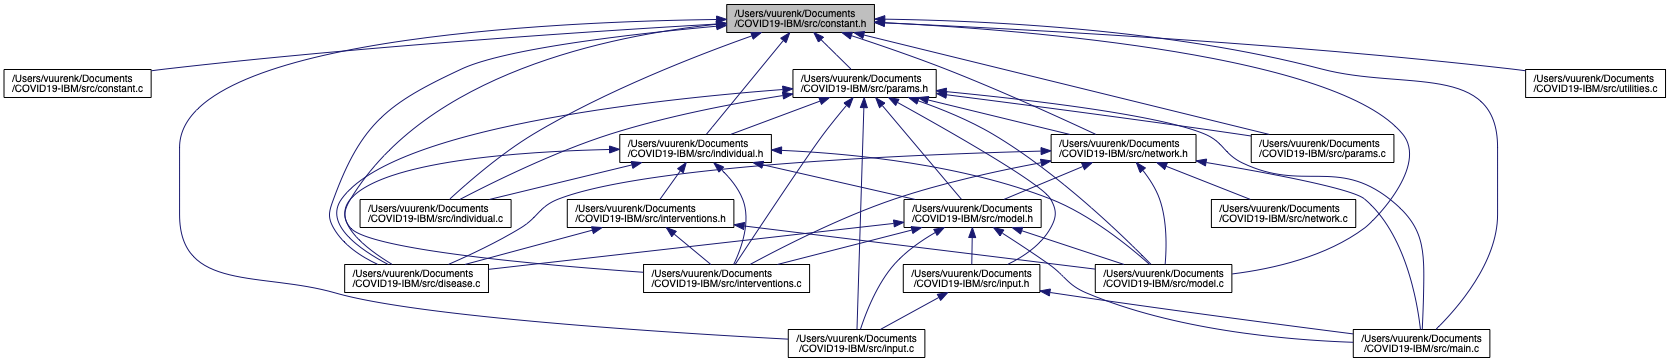 /Users/vuurenk/Documents
/COVID19-IBM/src/constant.h
/Users/vuurenk/Documents
/COVID19-IBM/src/constant.c
/Users/vuurenk/Documents
/COVID19-IBM/src/params.h
/Users/vuurenk/Documents
/COVID19-IBM/src/utilities.c
/Users/vuurenk/Documents
/COVID19-IBM/src/individual.h
/Users/vuurenk/Documents
/COVID19-IBM/src/network.h
/Users/vuurenk/Documents
/COVID19-IBM/src/params.c
/Users/vuurenk/Documents
/COVID19-IBM/src/individual.c
/Users/vuurenk/Documents
/COVID19-IBM/src/interventions.h
/Users/vuurenk/Documents
/COVID19-IBM/src/model.h
/Users/vuurenk/Documents
/COVID19-IBM/src/network.c
/Users/vuurenk/Documents
/COVID19-IBM/src/disease.c
/Users/vuurenk/Documents
/COVID19-IBM/src/interventions.c
/Users/vuurenk/Documents
/COVID19-IBM/src/input.h
/Users/vuurenk/Documents
/COVID19-IBM/src/model.c
/Users/vuurenk/Documents
/COVID19-IBM/src/input.c
/Users/vuurenk/Documents
/COVID19-IBM/src/main.c